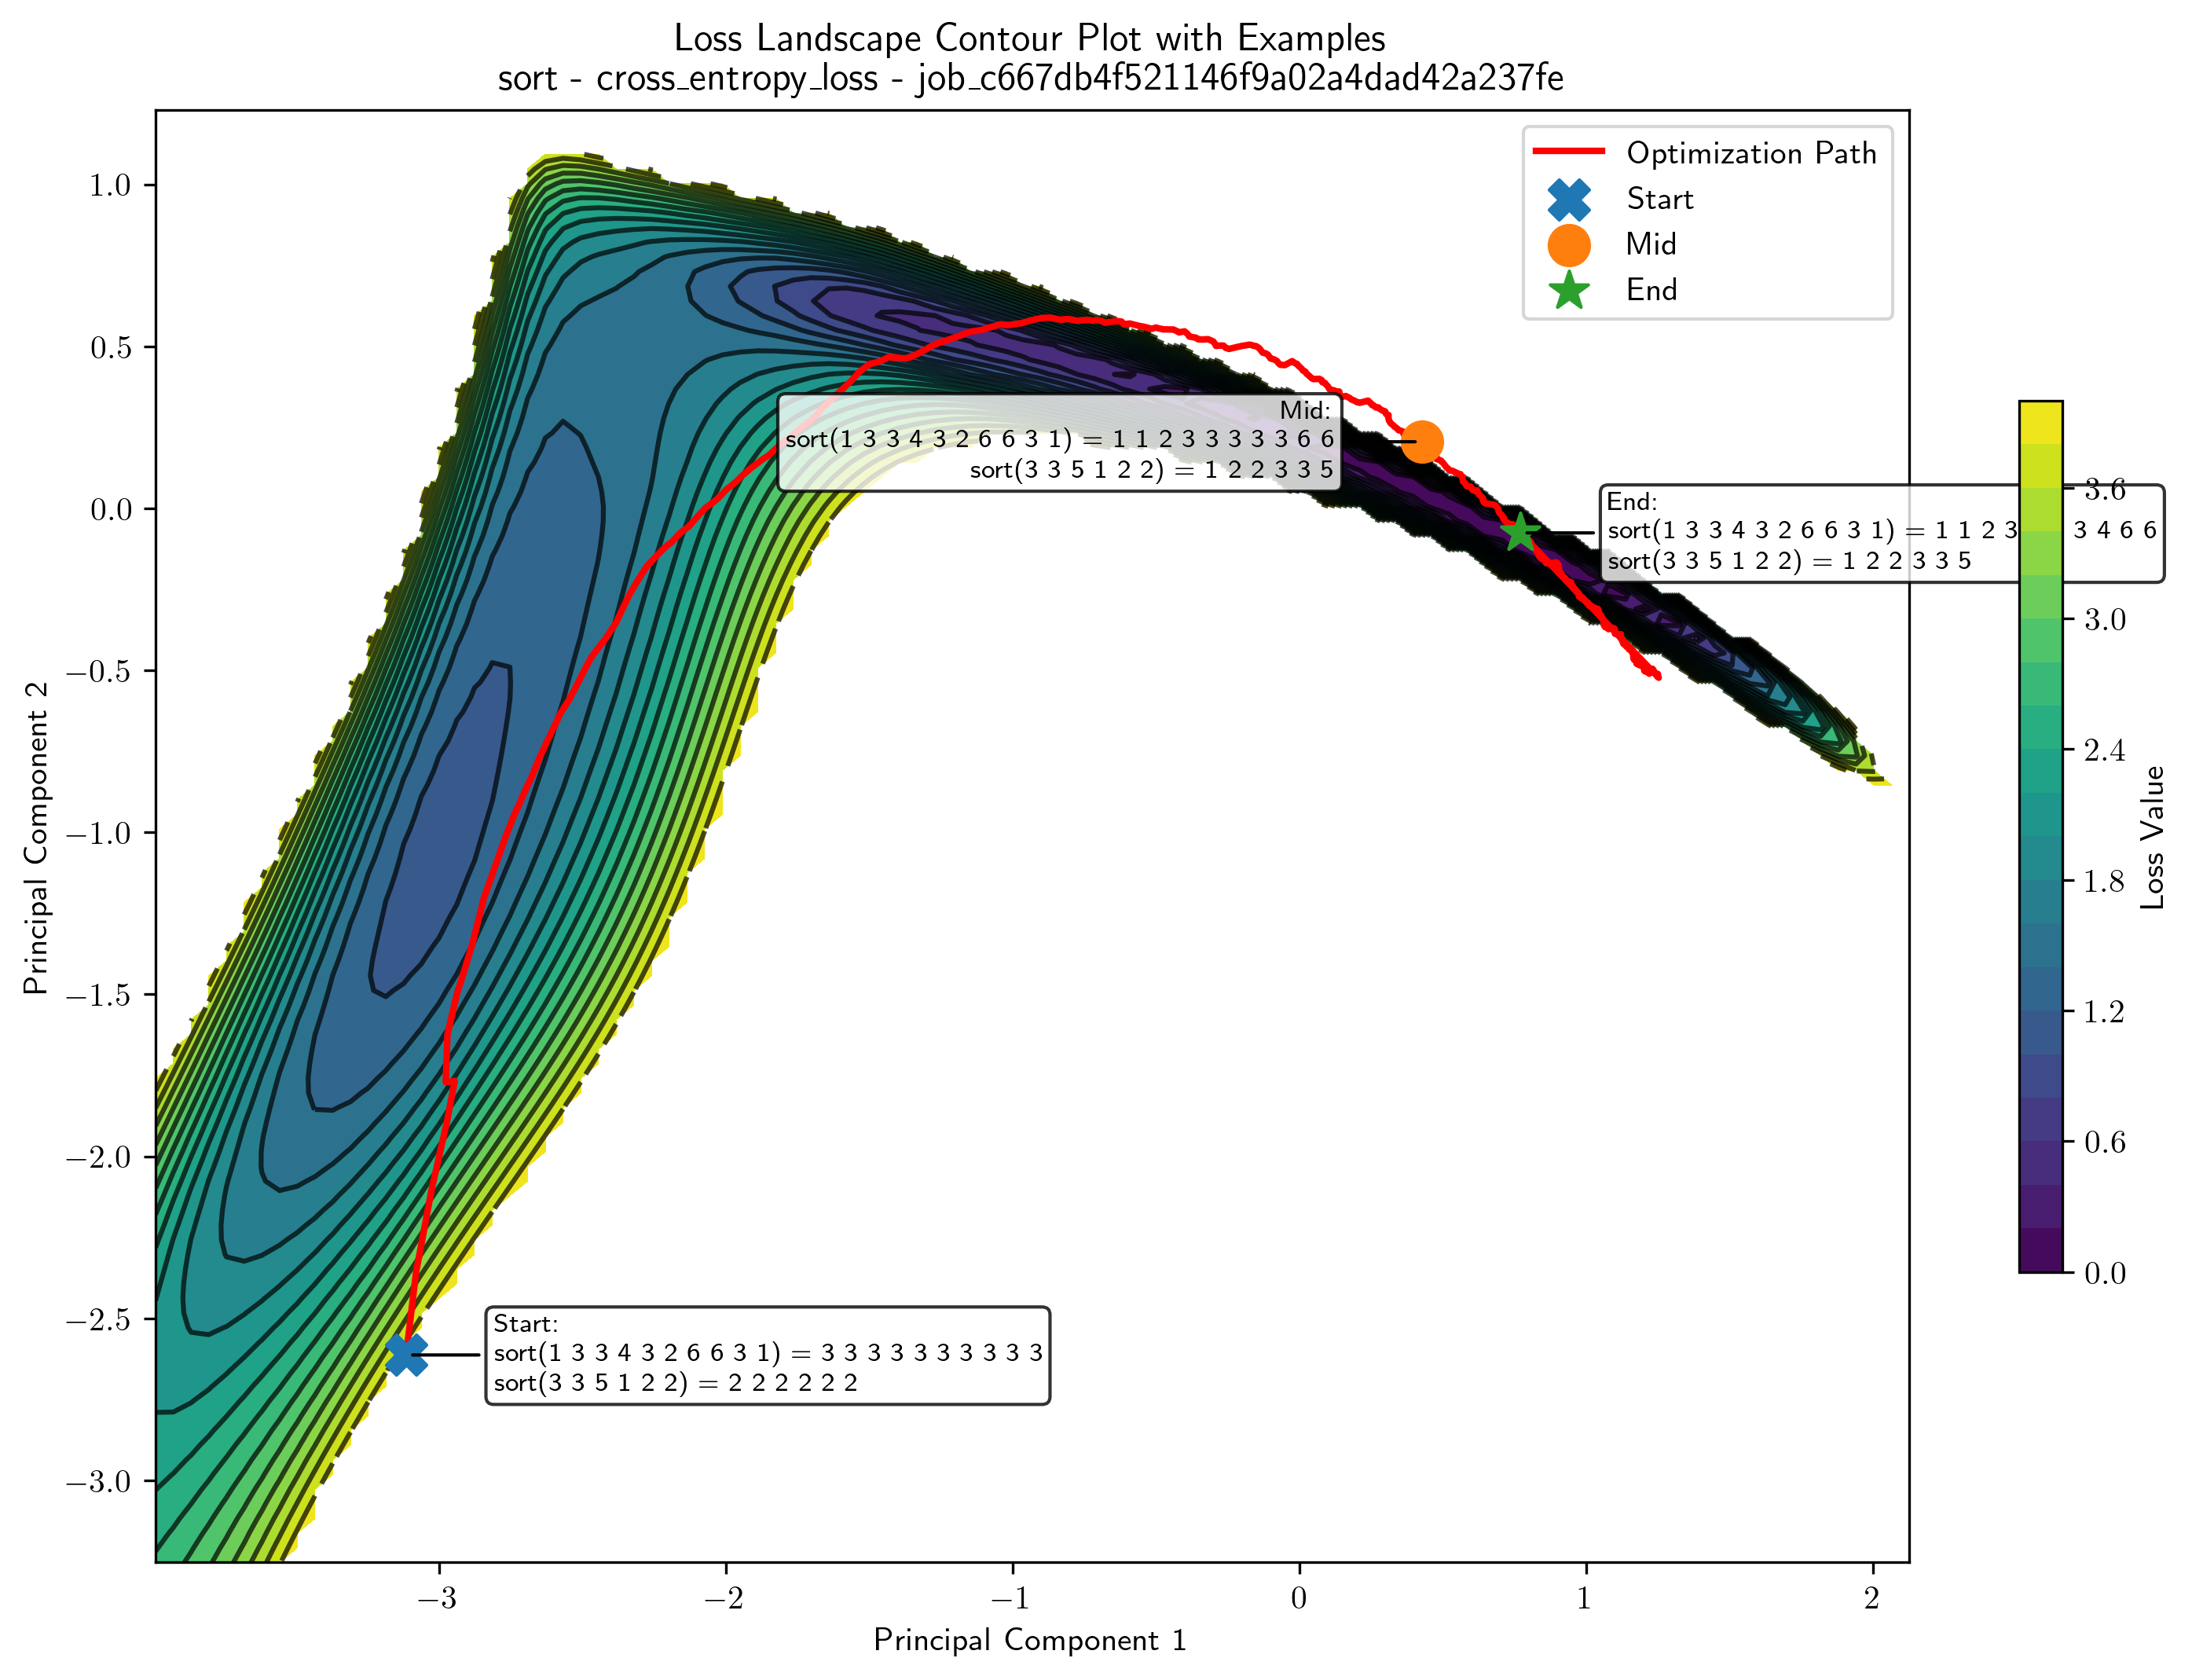 Loss Landscape Contour Plot with Examples
sort - cross_entropy_loss - job_c667db4f521146f9a02a4dad42a237fe
Optimization Path
Start
Mid
End
1.0
0.5
0.0
−0.5
−1.0
−1.5
−2.0
−2.5
−3.0
Principal Component 2
Mid:
sort(1 3 3 4 3 2 6 6 3 1) = 1 1 2 3 3 3 3 3 6 6
sort(3 3 5 1 2 2) = 1 2 2 3 3 5
End:
sort(1 3 3 4 3 2 6 6 3 1) = 1 1 2 3 3 4 6 6
sort(3 3 5 1 2 2) = 1 2 2 3 3 5
Start:
sort(1 3 3 4 3 2 6 6 3 1) = 3 3 3 3 3 3 3 3 3 3
sort(3 3 5 1 2 2) = 2 2 2 2 2 2
−3
−2
−1
0
1
2
Principal Component 1
3.6
3.0
2.4
1.8
1.2
0.6
0.0
Loss Value